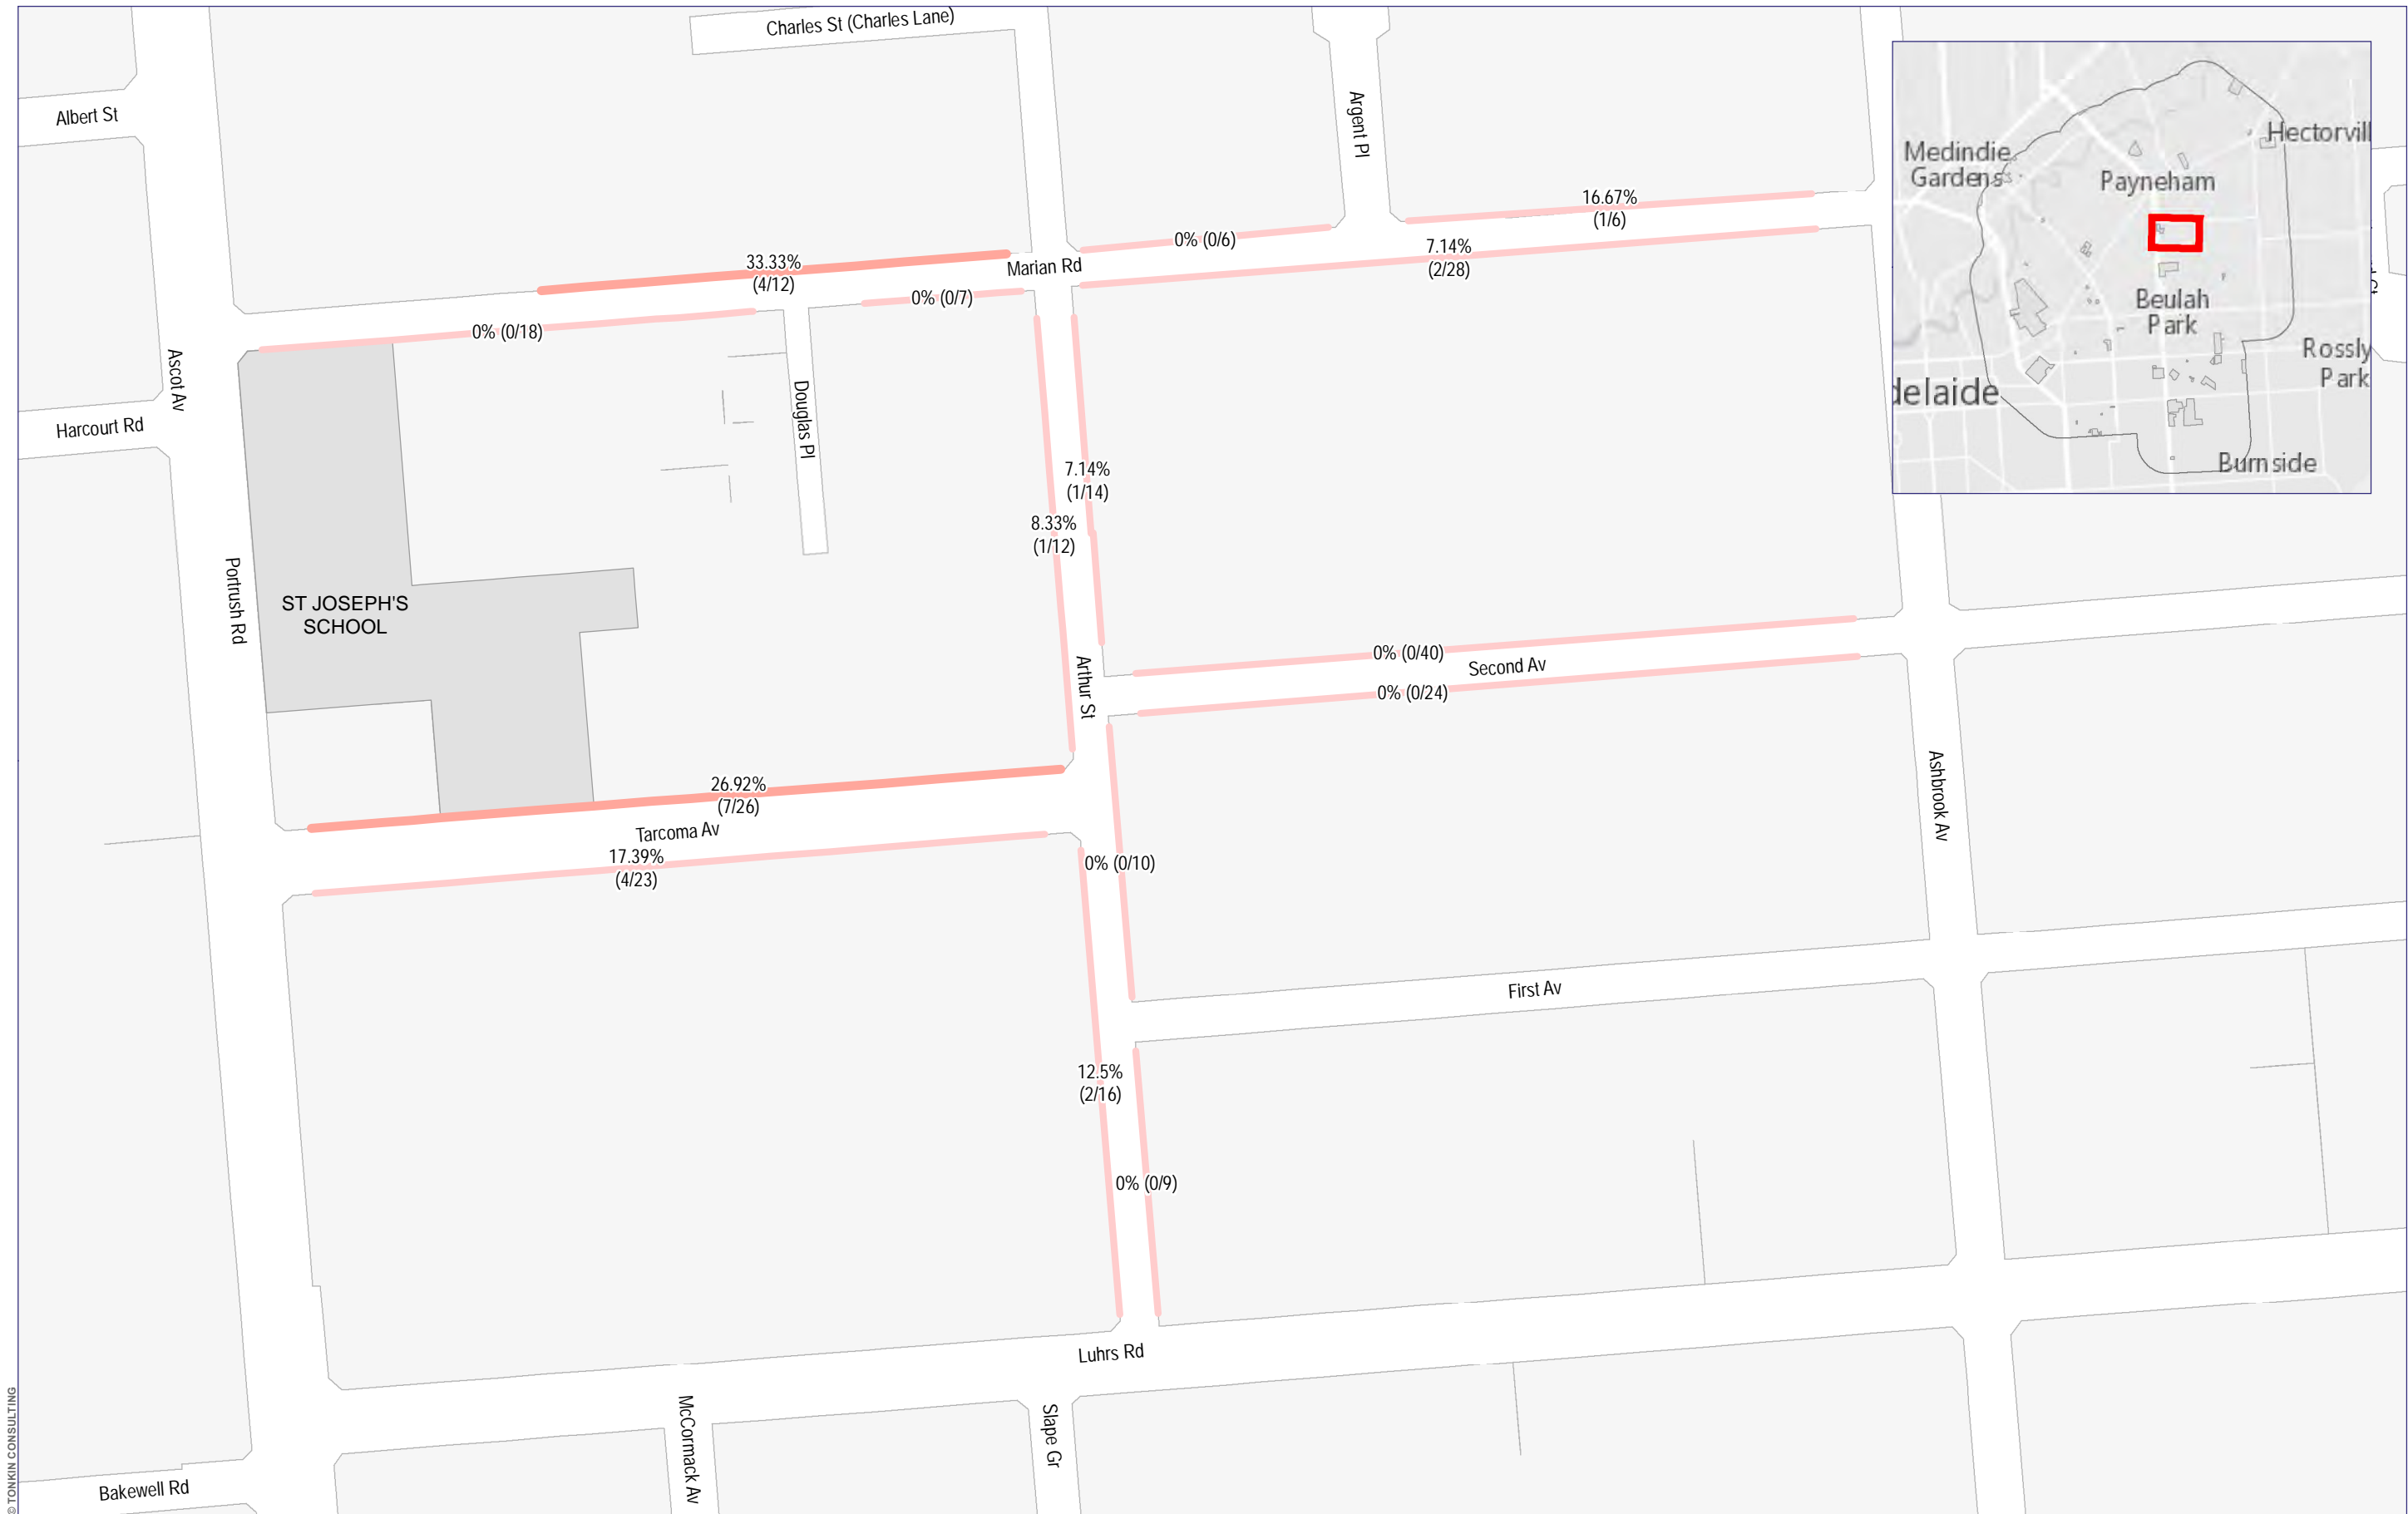 Charles St (Charles Lane)
Albert St
Argent Pl
Medindie
Gardens
Hectorvill
Payneham
Beulah
Park
Rossly
Park
delaide
Burnside
16.67%
(1/6)
0% (0/6)
7.14%
(2/28)
33.33%
(4/12)
Marian Rd
0% (0/7)
0% (0/18)
Ascot Av
Harcourt Rd
Douglas Pl
7.14%
(1/14)
8.33%
(1/12)
Portrush Rd
ST JOSEPH'S
SCHOOL
Arthur St
0% (0/40)
Second Av
0% (0/24)
26.92%
(7/26)
Tarcoma Av
17.39%
(4/23)
0% (0/10)
Ashbrook Av
First Av
12.5%
(2/16)
0% (0/9)
Luhrs Rd
McCormack Av
Slape Gr
Bakewell Rd
© TONKIN CONSULTING